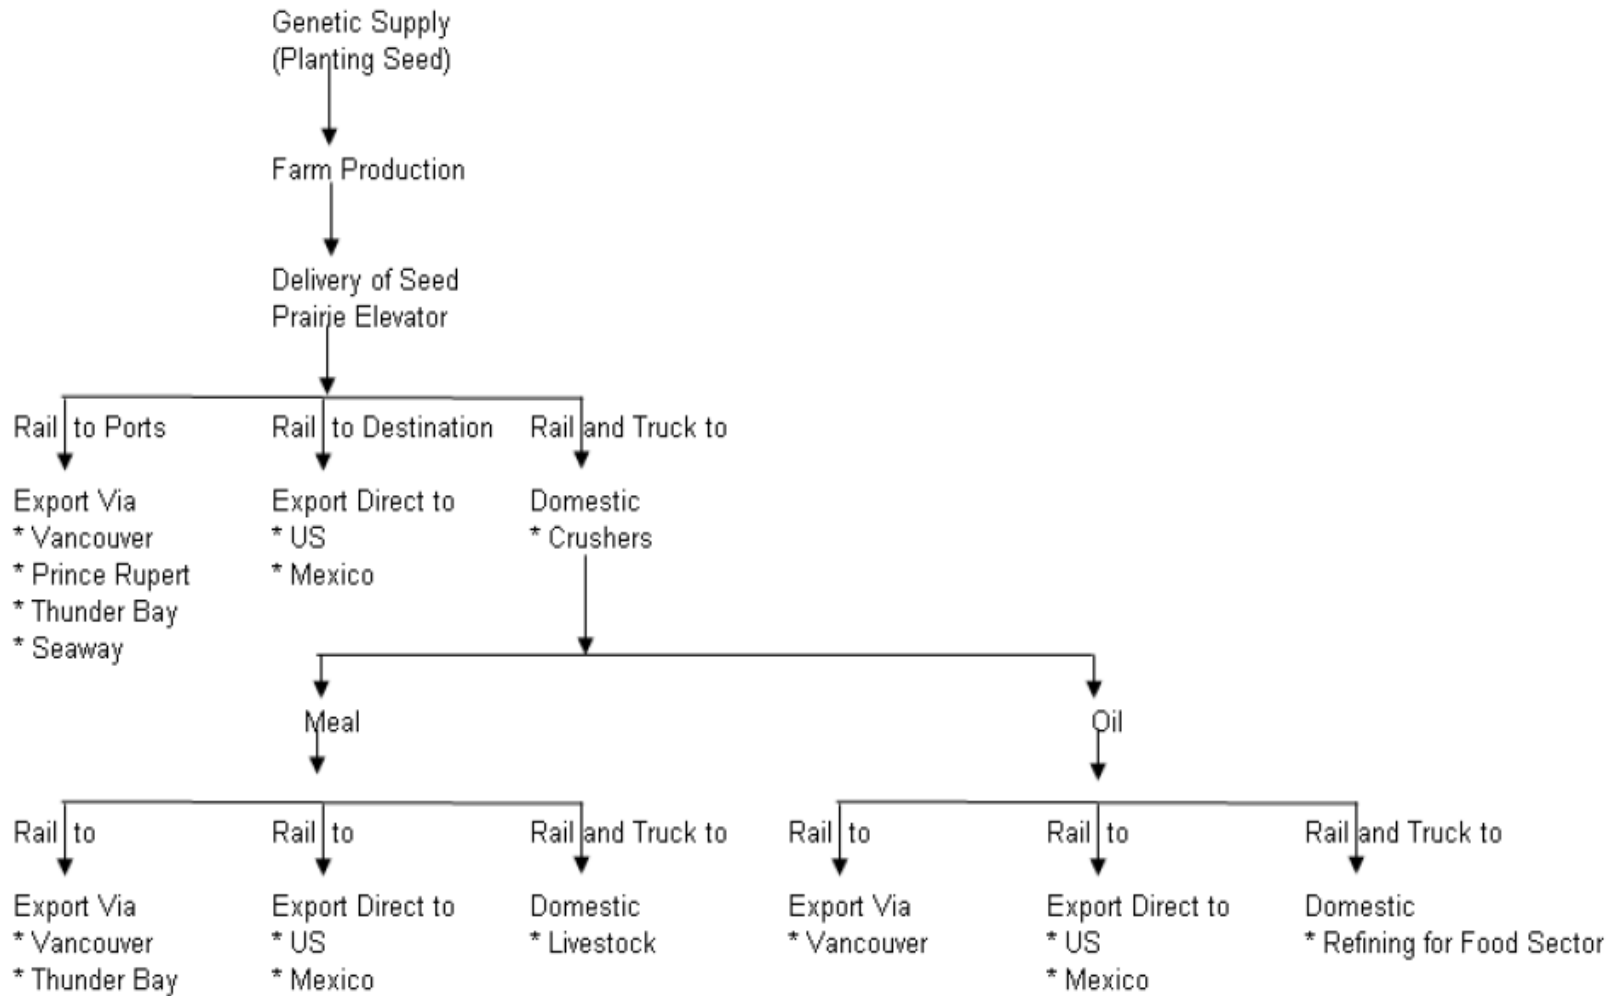 Genetic Supply
(Planting Seed)
Farm Production
Delivery of Seed
Prairie Elevator
Rail to Ports
Rail to Destination
Rail and Truck to
Export Via
* Vancouver
* Prince Rupert
* Thunder Bay
* Seaway
Export Direct to
* US
* Mexico
Domestic
* Crushers
Meal
Oil
Rail to
Rail to
Rail and Truck to
Rail to
Rail to
Rail and Truck to
Export Via
* Vancouver
* Thunder Bay
Export Direct to
* US
* Mexico
Domestic
* Livestock
Export Via
* Vancouver
Export Direct to
* US
* Mexico
Domestic
* Refining for Food Sector